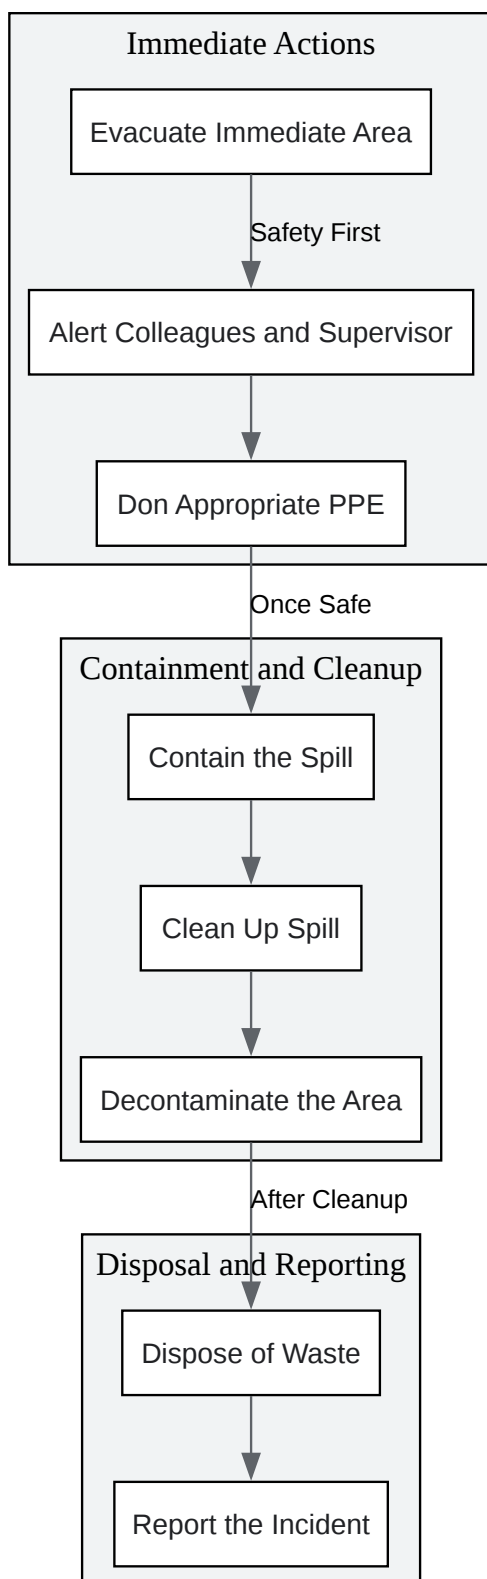 Immediate Actions
Evacuate Immediate Area
Safety First
Alert Colleagues and Supervisor
Don Appropriate PPE
Once Safe
Containment and Cleanup
Contain the Spill
Clean Up Spill
Decontaminate the Area
After Cleanup
Disposal and Reporting
Dispose of Waste
Report the Incident